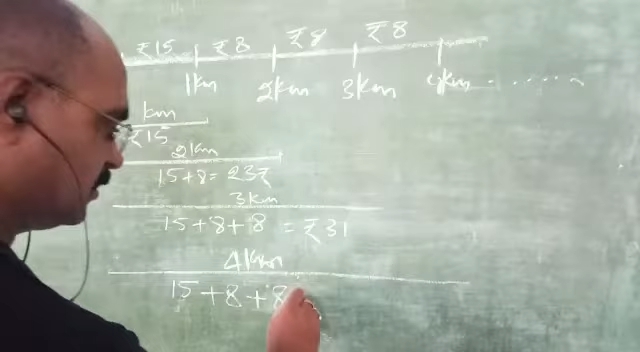 ₹15 ₹8 ₹8 ₹8
1km 2km 3km 4km ........
km
₹15
2km
15+8= 23₹
3km
15+8+8 = ₹31
4km
15+8+8